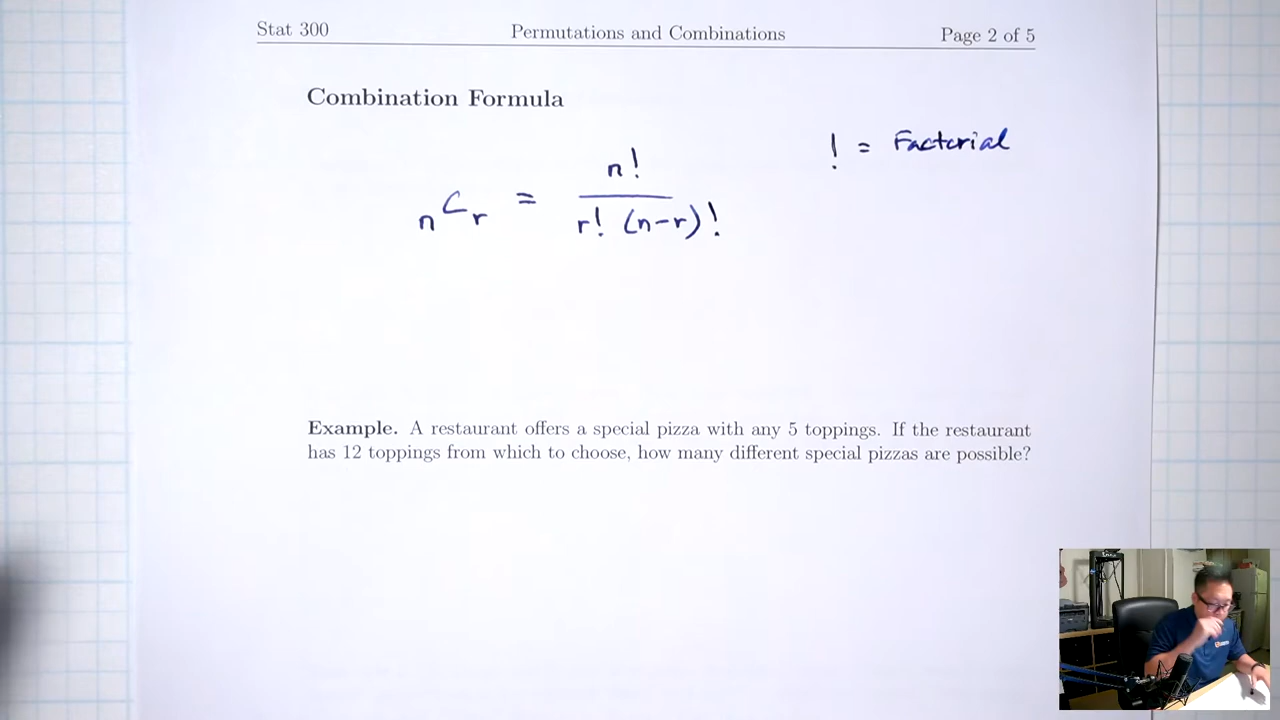 Stat 300 Permutations and Combinations Page 2 of 5
Combination Formula
! = Factorial
nCr = n! / r! (n-r)!
Example. A restaurant offers a special pizza with any 5 toppings. If the restaurant
has 12 toppings from which to choose, how many different special pizzas are possible?